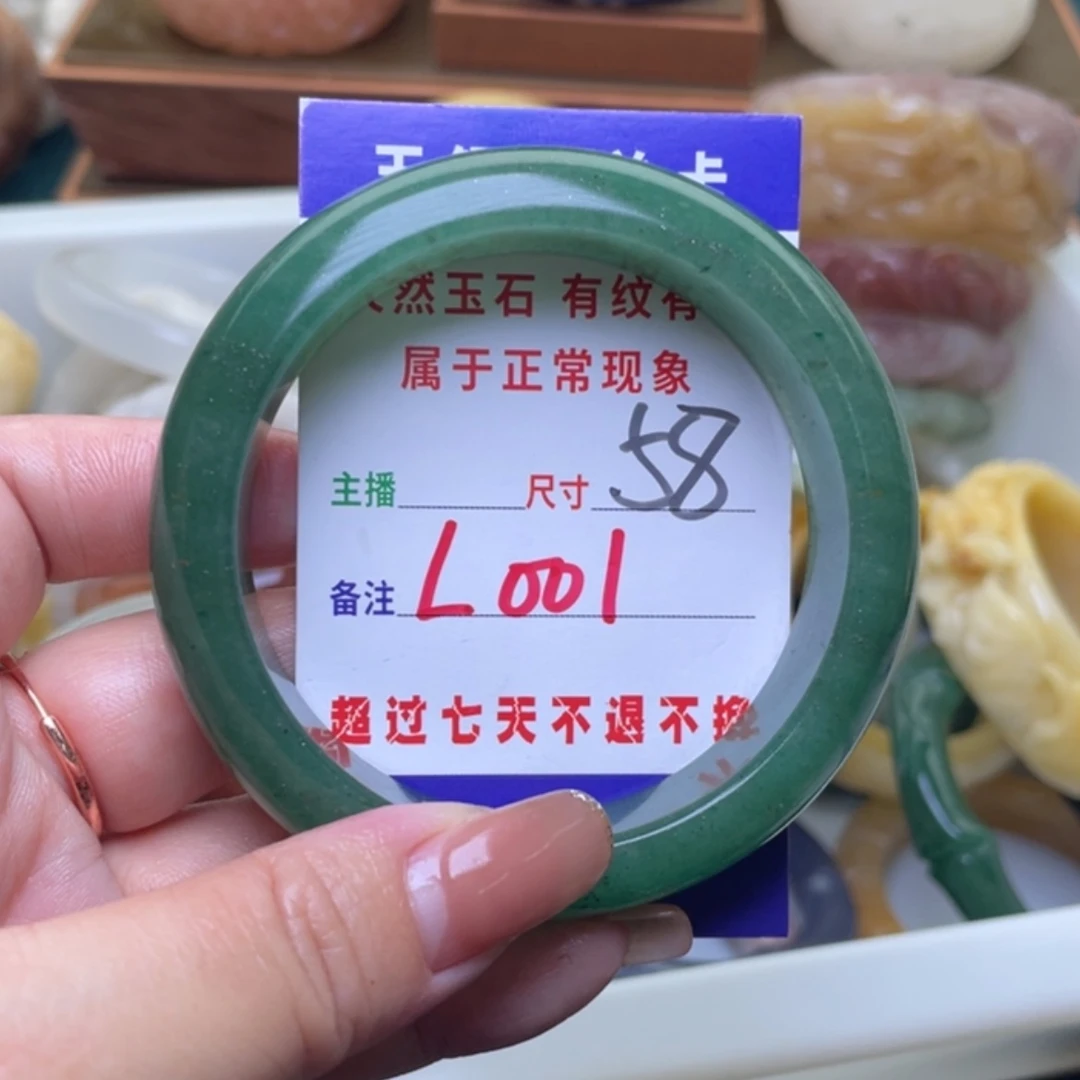 然玉石 有纹有
属于正常现象
主播 尺寸 58
备注 L001
超过七天不退不换